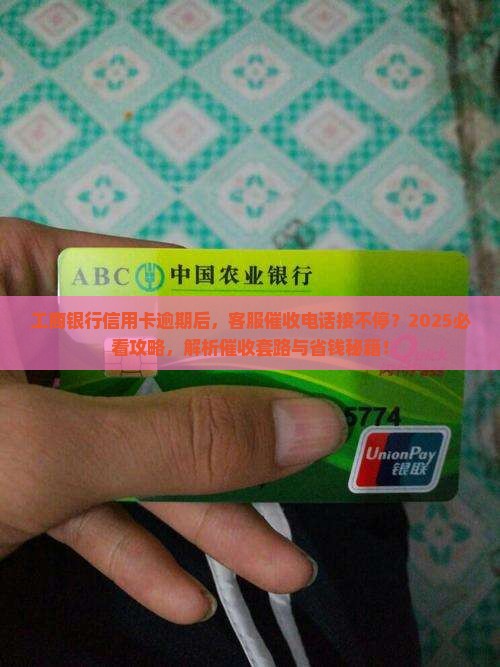 ABC 中国农业银行
工商银行信用卡逾期后，客服催收电话接不停？2025必
看攻略，解析催收套路与省钱秘籍！
5774
UnionPay
银联